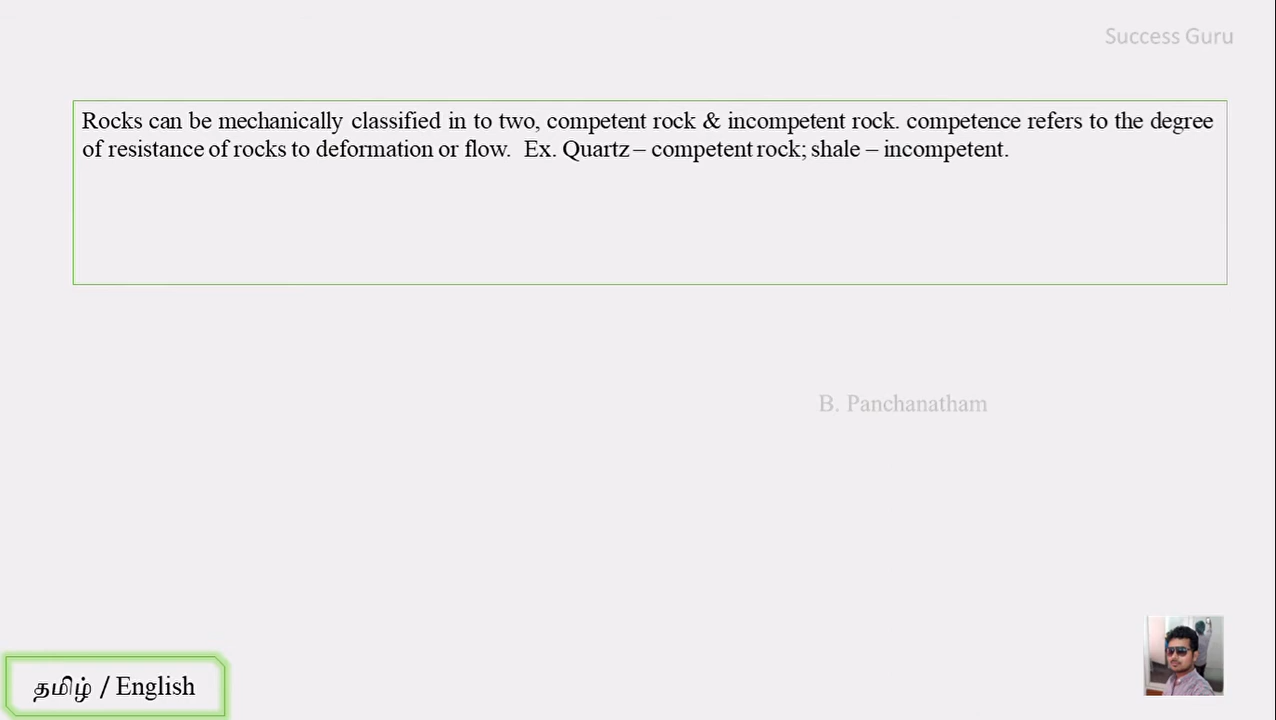 Success Guru
Rocks can be mechanically classified in to two, competent rock & incompetent rock. competence refers to the degree
of resistance of rocks to deformation or flow. Ex. Quartz – competent rock; shale – incompetent.
B. Panchanatham
தமிழ் / English